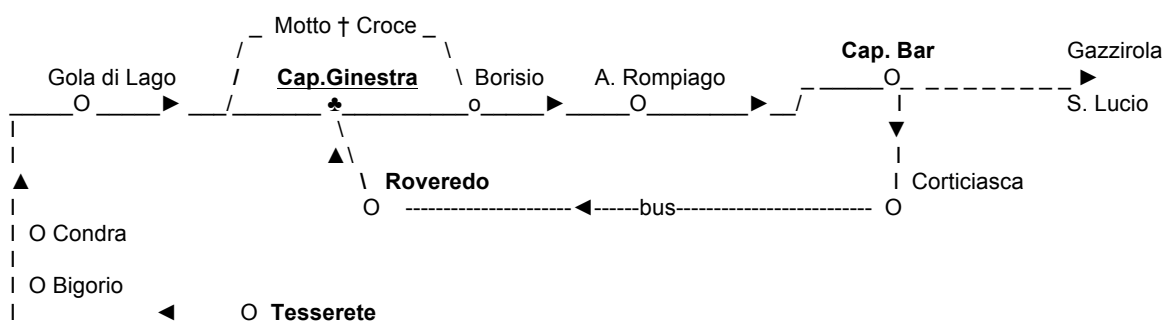 Motto † Croce
Cap. Bar Gazzirola
Gola di Lago Cap.Ginestra Borisio A. Rompiago
S. Lucio
Roveredo Corticiasca
bus
O Condra
O Bigorio
O Tesserete